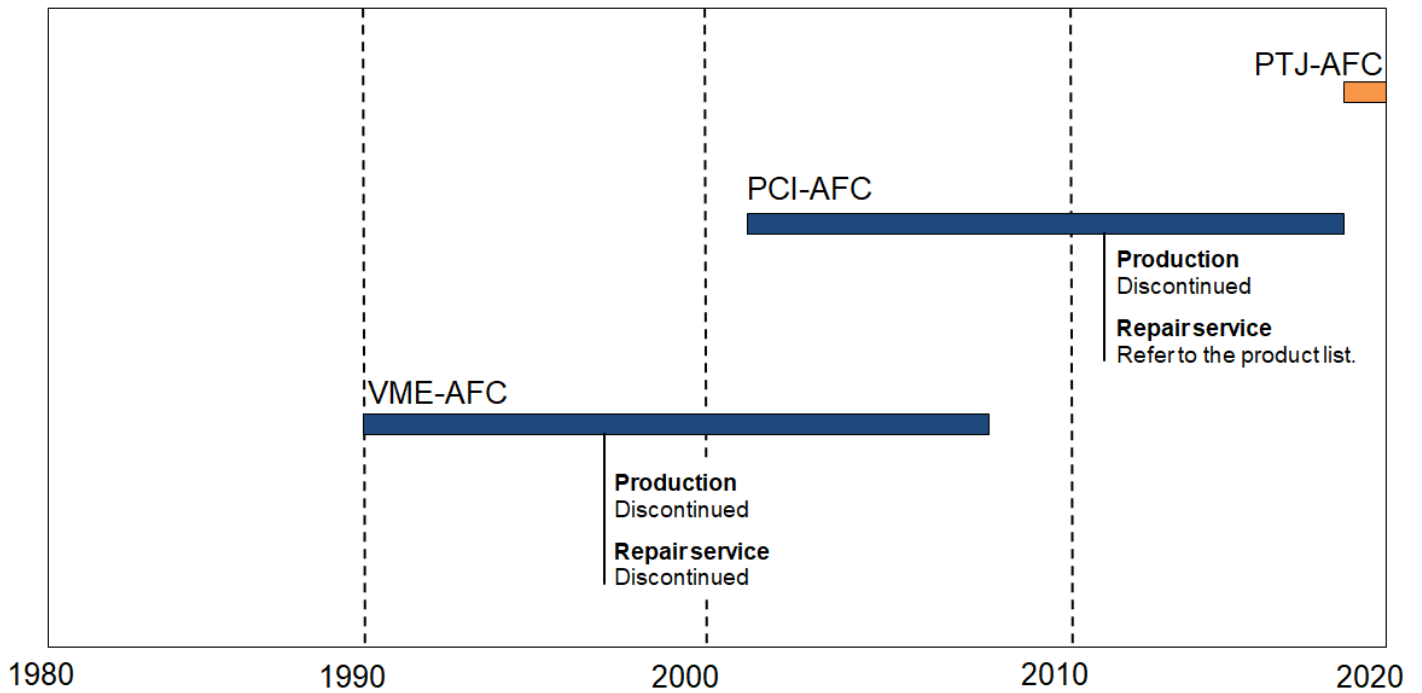 PTJ-AFC
PCI-AFC
Production
Discontinued
Repair service
Refer to the product list.
VME-AFC
Production
Discontinued
Repair service
Discontinued
1980
1990
2000
2010
2020